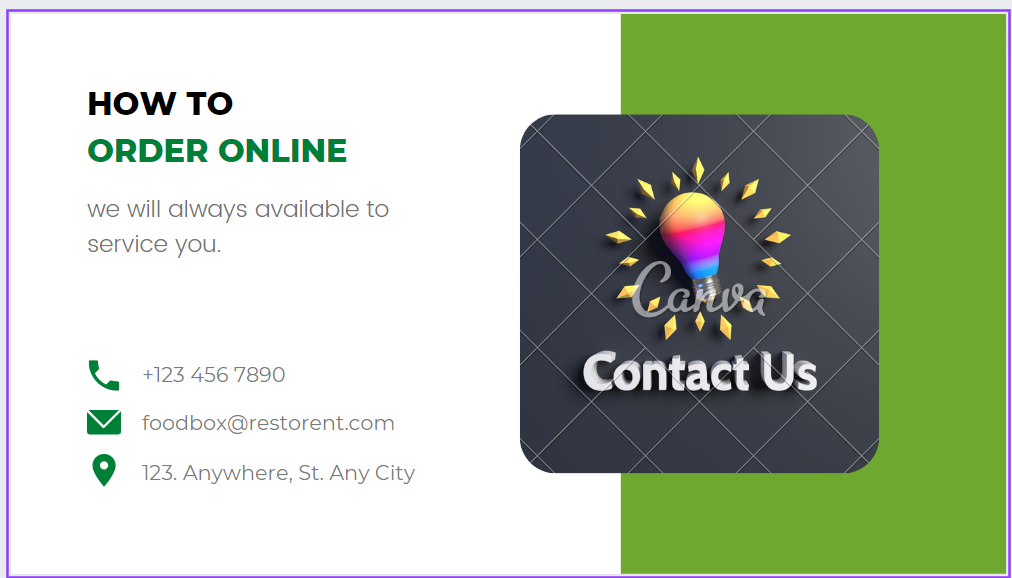 HOW TO
ORDER ONLINE
we will always available to
service you.
+123 456 7890
foodbox@restorent.com
123. Anywhere, St. Any City
Canva
Contact Us